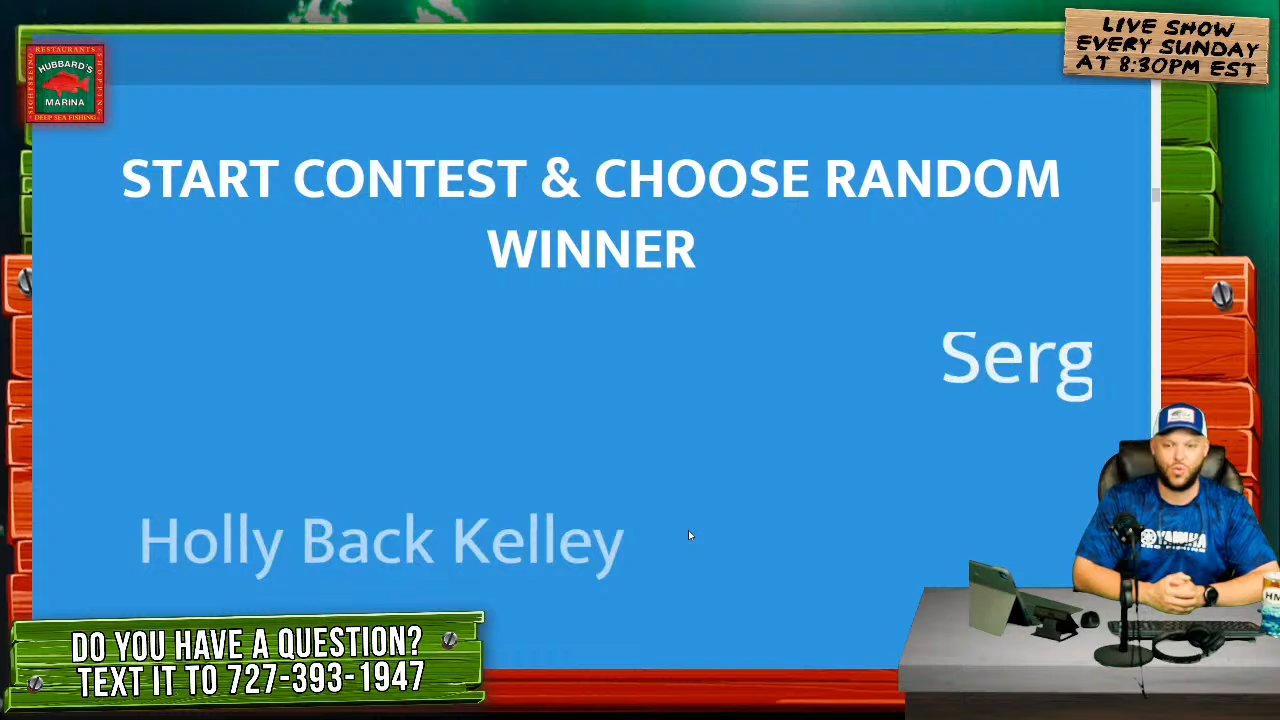 LIVE SHOW
EVERY SUNDAY
AT 8:30PM EST
RESTAURANTS
SIGHTSEEING
SHOPPING
HUBBARD'S
MARINA
DEEP SEA FISHING
START CONTEST & CHOOSE RANDOM
WINNER
Serg
Holly Back Kelley
YAMAHA
DO YOU HAVE A QUESTION?
TEXT IT TO 727-393-1947